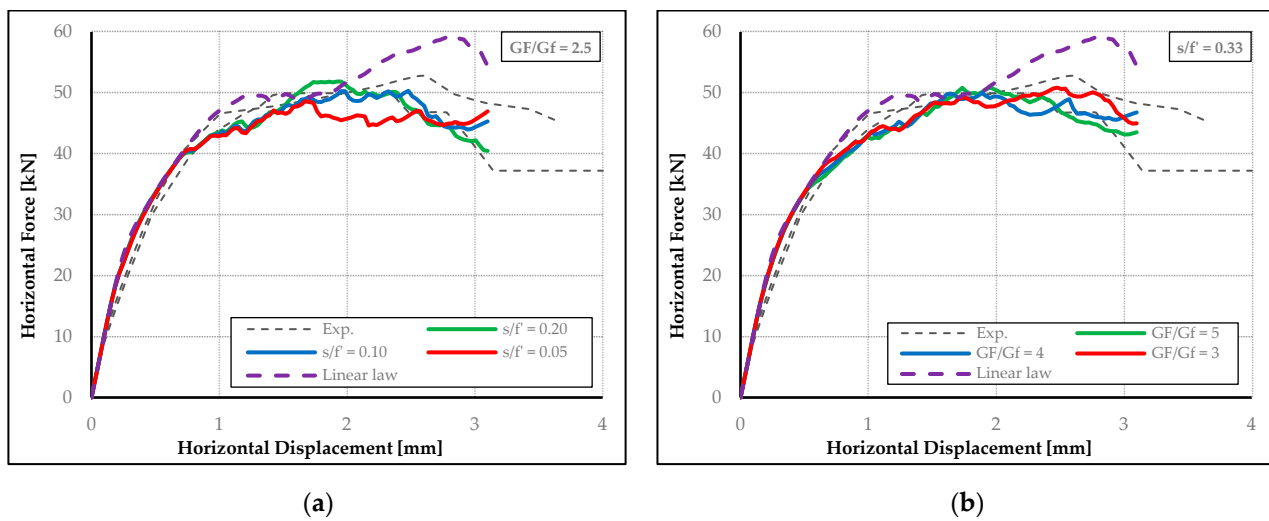 GF/Gf = 2.5
60
50
40
30
20
10
0
Horizontal Force [kN]
Exp.
s/f' = 0.20
s/f' = 0.10
s/f' = 0.05
Linear law
0 1 2 3 4
Horizontal Displacement [mm]
(a)
s/f' = 0.33
60
50
40
30
20
10
0
Horizontal Force [kN]
Exp.
GF/Gf = 5
GF/Gf = 4
GF/Gf = 3
Linear law
0 1 2 3 4
Horizontal Displacement [mm]
(b)